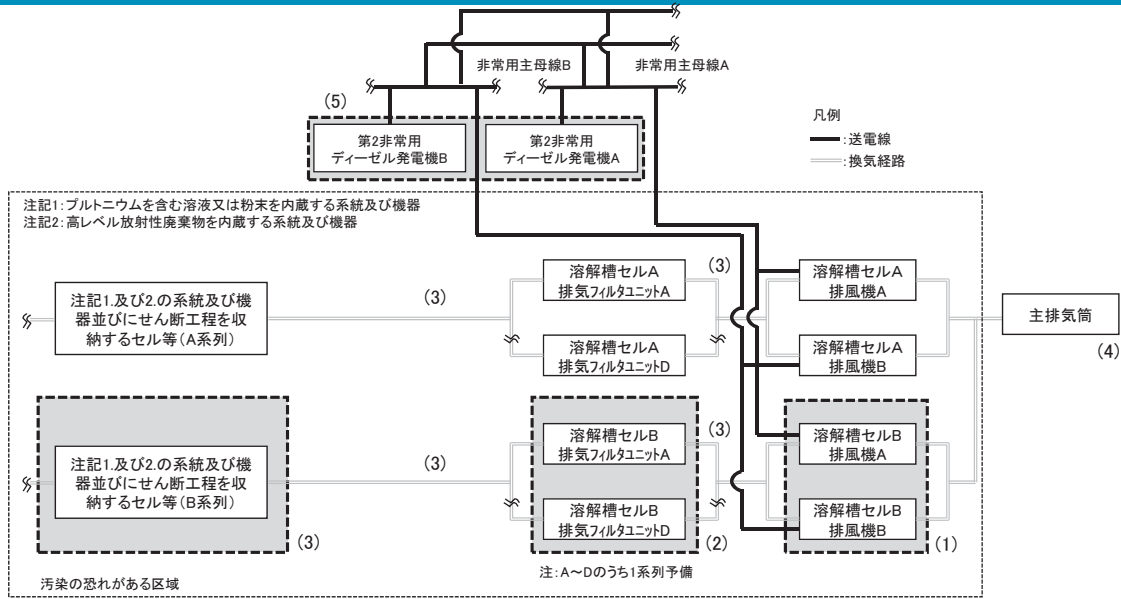 非常用主母線B
非常用主母線A
(5)
第2非常用
ディーゼル発電機B
第2非常用
ディーゼル発電機A
凡例
:送電線
:換気経路
注記1:プルトニウムを含む溶液又は粉末を内蔵する系統及び機器
注記2:高レベル放射性廃棄物を内蔵する系統及び機器
注記1.及び2.の系統及び機
器並びにせん断工程を収
納するセル等(A系列)
(3)
溶解槽セルA
排気フィルタユニットA
(3)
溶解槽セルA
排気フィルタユニットD
溶解槽セルA
排風機A
溶解槽セルA
排風機B
主排気筒
(4)
注記1.及び2.の系統及び機
器並びにせん断工程を収
納するセル等(B系列)
(3)
(3)
溶解槽セルB
排気フィルタユニットA
(3)
溶解槽セルB
排気フィルタユニットD
(2)
溶解槽セルB
排風機A
溶解槽セルB
排風機B
(1)
汚染の恐れがある区域
注:A～Dのうち1系列予備